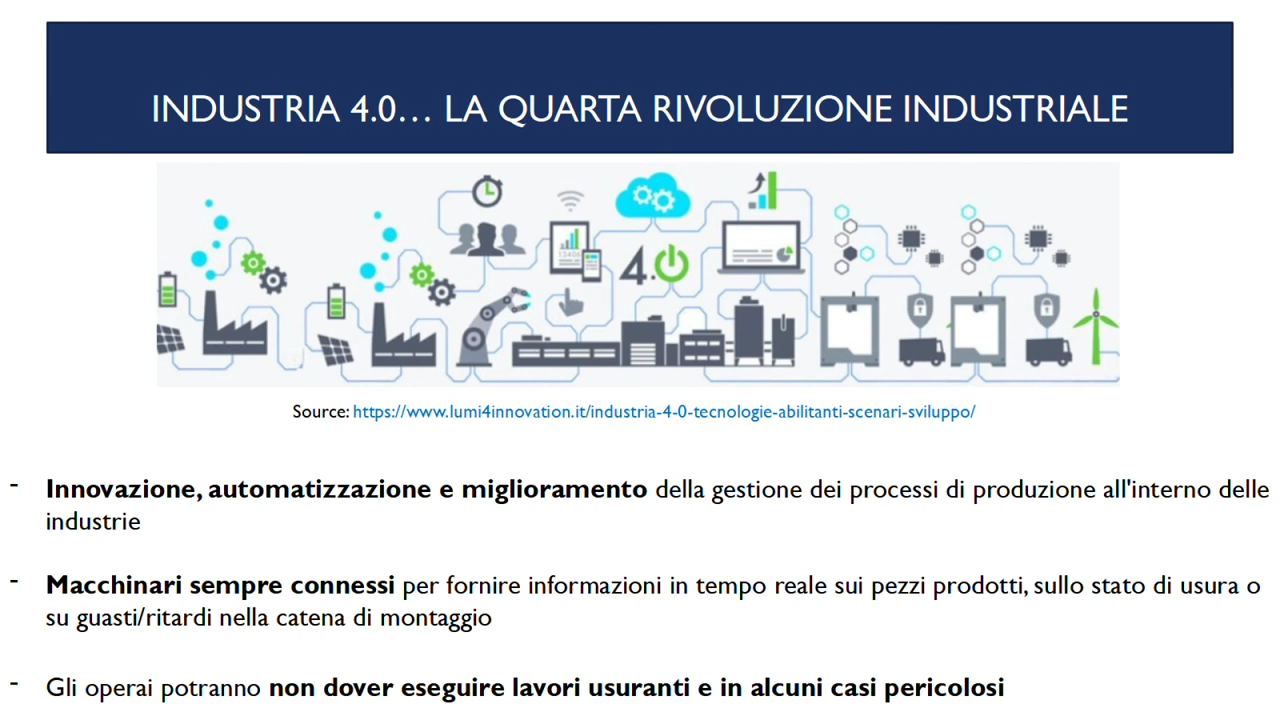 INDUSTRIA 4.0… LA QUARTA RIVOLUZIONE INDUSTRIALE
4.
Source: https://www.lumi4innovation.it/industria-4-0-tecnologie-abilitanti-scenari-sviluppo/
- Innovazione, automatizzazione e miglioramento della gestione dei processi di produzione all'interno delle
industrie
- Macchinari sempre connessi per fornire informazioni in tempo reale sui pezzi prodotti, sullo stato di usura o
su guasti/ritardi nella catena di montaggio
- Gli operai potranno non dover eseguire lavori usuranti e in alcuni casi pericolosi